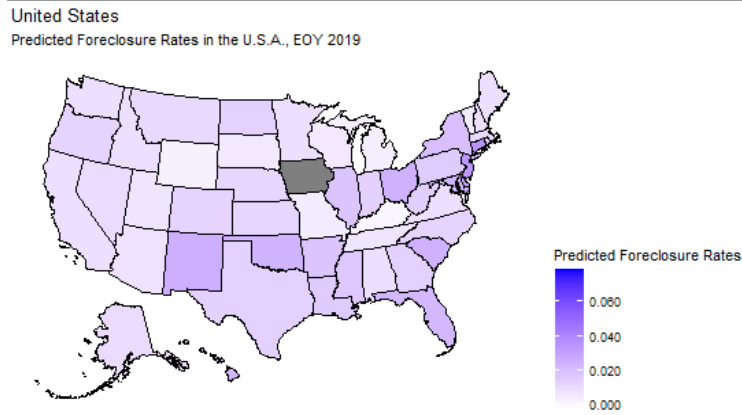 United States
Predicted Foreclosure Rates in the U.S.A., EOY 2019
Predicted Foreclosure Rates
0.060
0.040
0.020
0.000